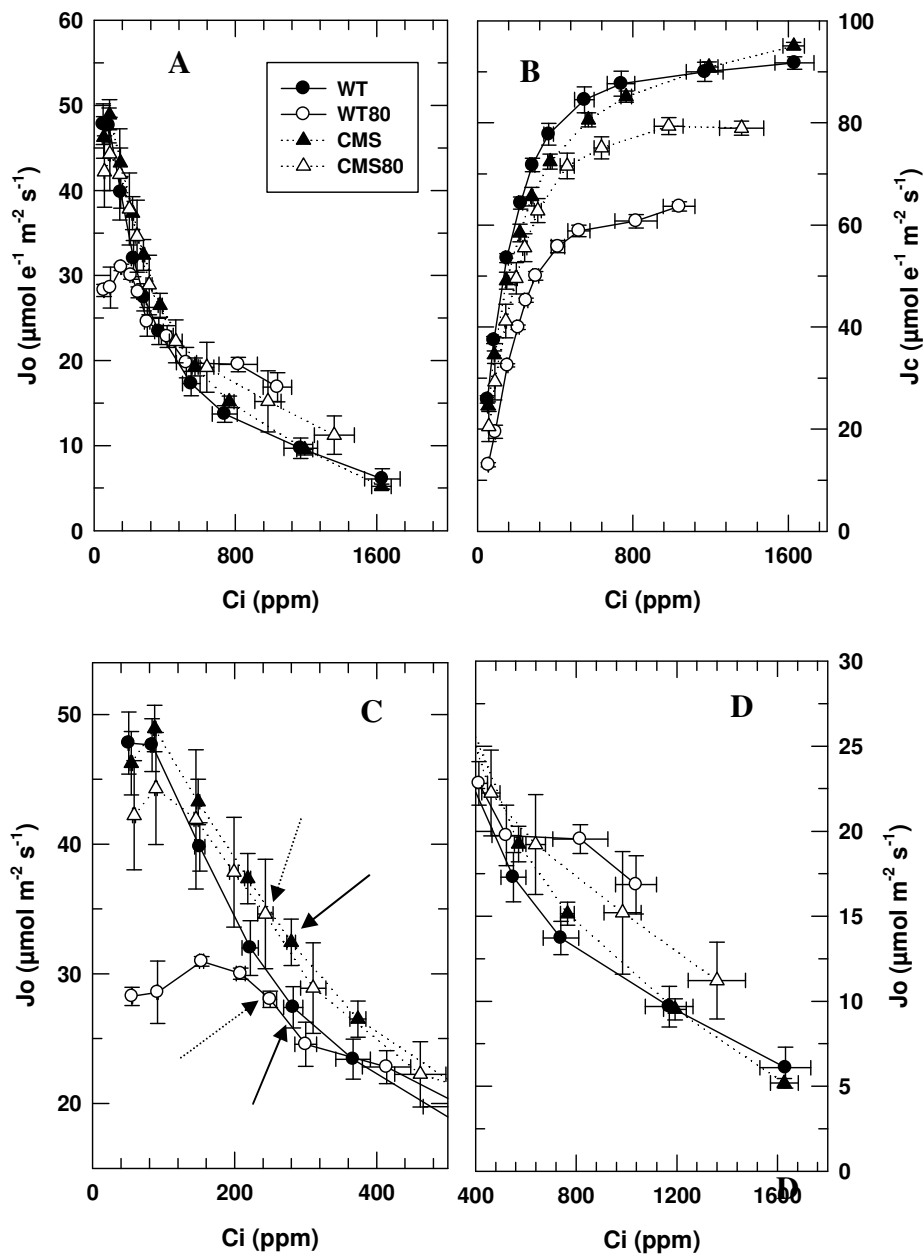 A
B
WT
WT80
CMS
CMS80
60
50
40
30
20
10
0
Jo (µmol e⁻¹ m⁻² s⁻¹)
0 800 1600
Ci (ppm)
100
80
60
40
20
0
Jc (µmol e⁻¹ m⁻² s⁻¹)
0 800 1600
Ci (ppm)
C
50
40
30
20
Jo (µmol m⁻² s⁻¹)
0 200 400
Ci (ppm)
D
30
25
20
15
10
5
0
Jo (µmol m⁻² s⁻¹)
400 800 1200 1600
D
Ci (ppm)